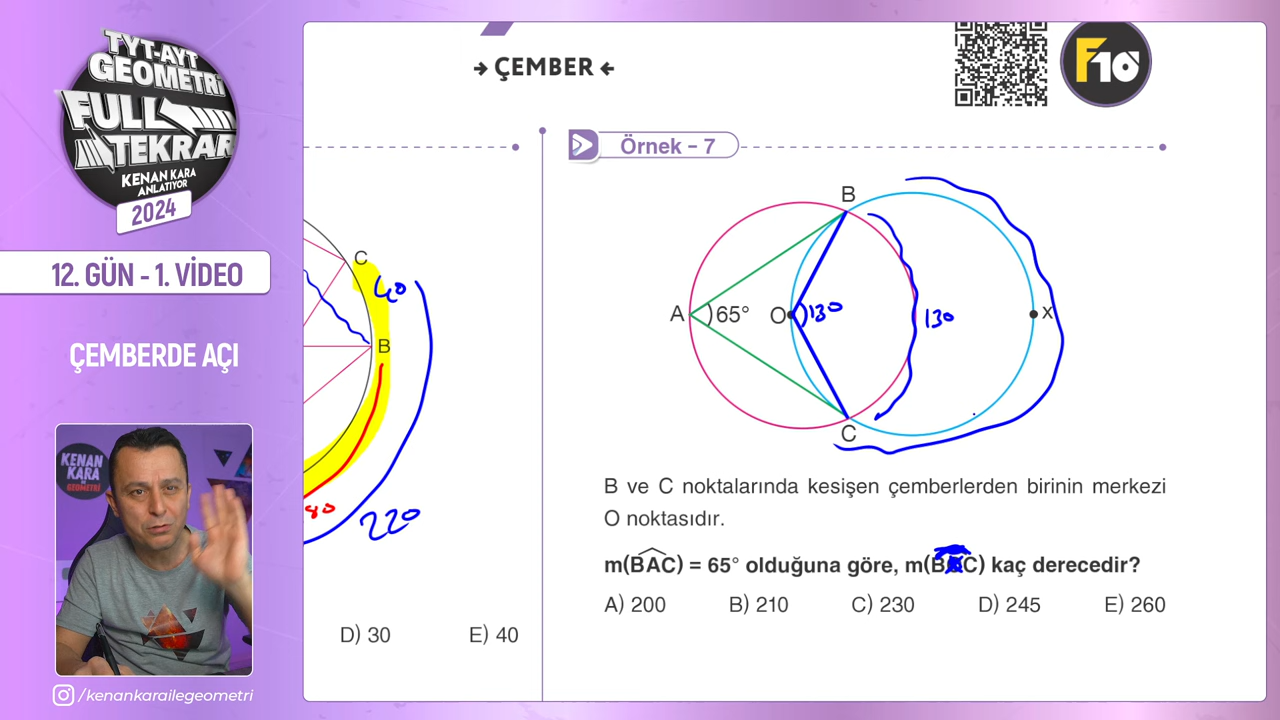 TYT-AYT
GEOMETRİ
FULL
TEKRAR
KENAN KARA
ANLATIYOR
2024
12. GÜN - 1. VİDEO
ÇEMBERDE AÇI
KENAN
KARA
GEOMETRİ
/kenankarailegeometri
ÇEMBER
F10
C
40
B
220
D) 30 E) 40
Örnek - 7
B
A 65° O 130 130 x
C
B ve C noktalarında kesişen çemberlerden birinin merkezi
O noktasıdır.
m(BAC) = 65° olduğuna göre, m(B C) kaç derecedir?
A) 200 B) 210 C) 230 D) 245 E) 260